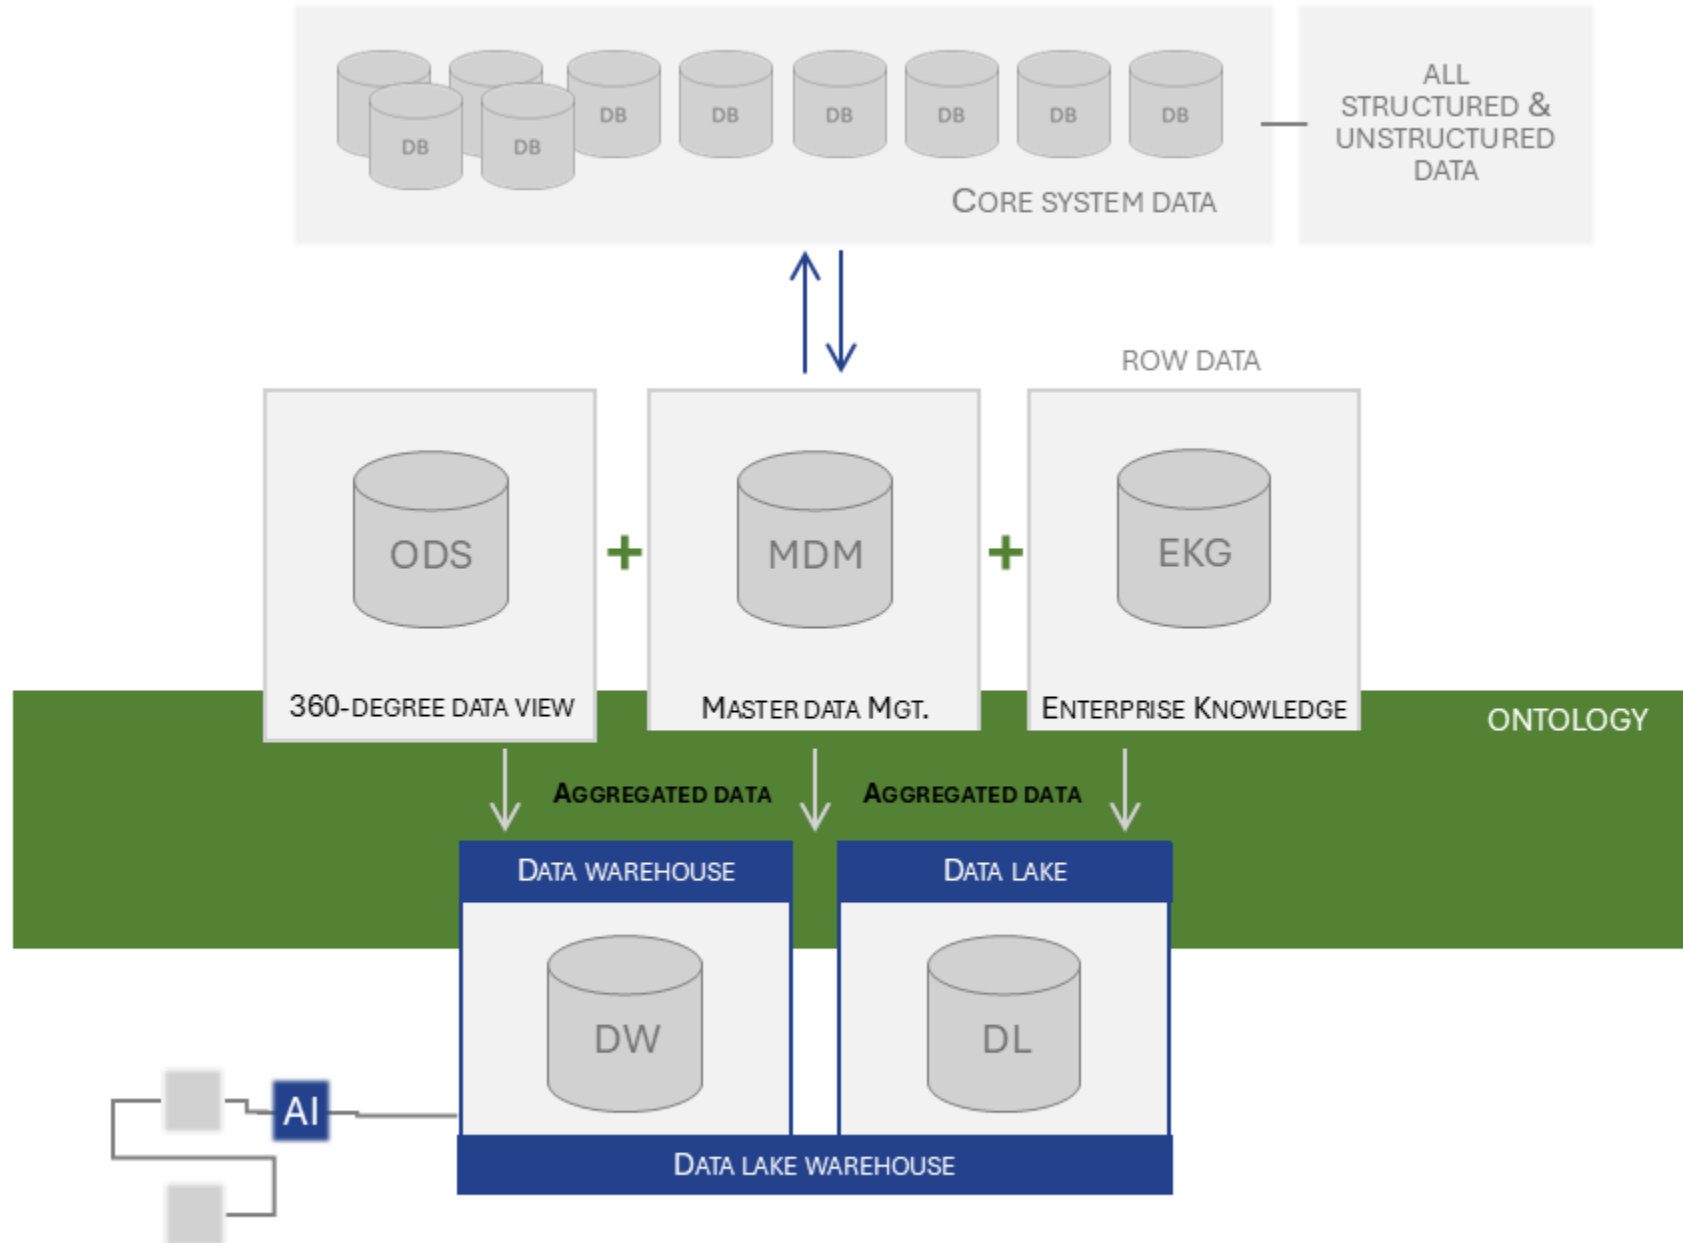 DB
DB
DB
DB
DB
DB
DB
DB
CORE SYSTEM DATA
ALL
STRUCTURED &
UNSTRUCTURED
DATA
ROW DATA
ODS
+
MDM
+
EKG
360-DEGREE DATA VIEW
MASTER DATA MGT.
ENTERPRISE KNOWLEDGE
ONTOLOGY
AGGREGATED DATA
AGGREGATED DATA
DATA WAREHOUSE
DATA LAKE
DW
DL
AI
DATA LAKE WAREHOUSE